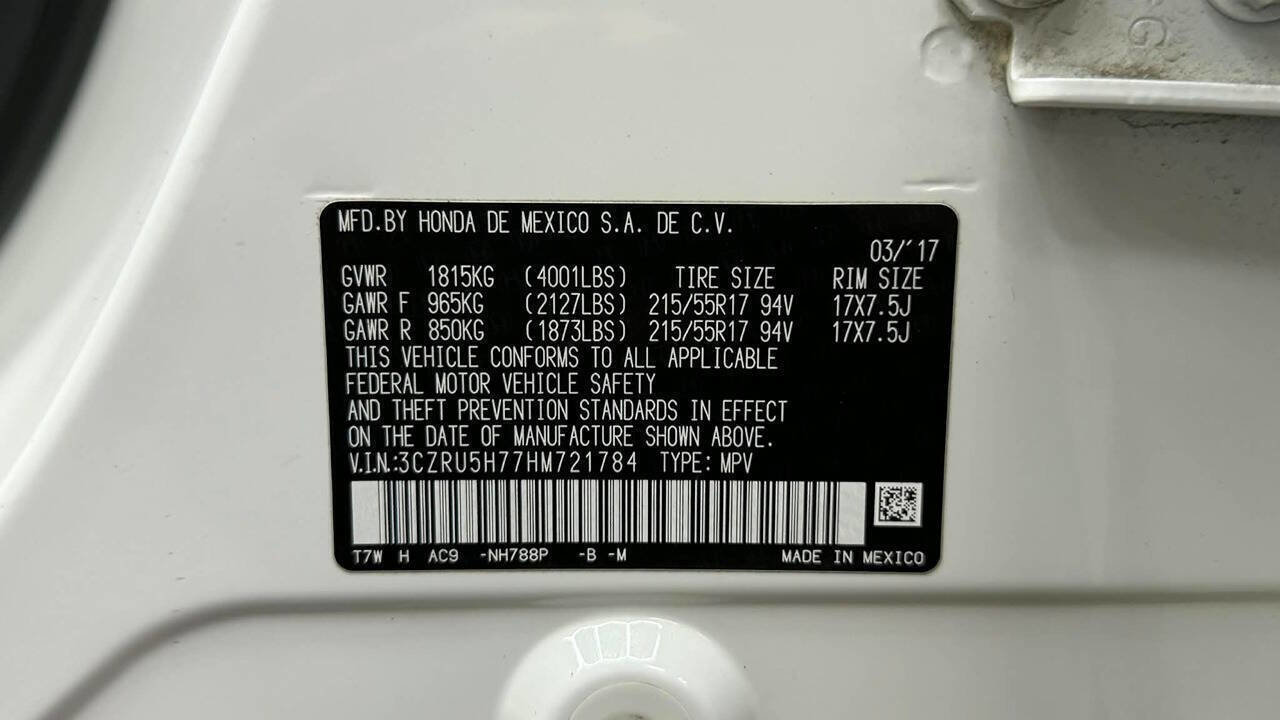 G
MFD.BY HONDA DE MEXICO S.A. DE C.V.
03/'17
GVWR 1815KG (4001LBS) TIRE SIZE RIM SIZE
GAWR F 965KG (2127LBS) 215/55R17 94V 17X7.5J
GAWR R 850KG (1873LBS) 215/55R17 94V 17X7.5J
THIS VEHICLE CONFORMS TO ALL APPLICABLE
FEDERAL MOTOR VEHICLE SAFETY
AND THEFT PREVENTION STANDARDS IN EFFECT
ON THE DATE OF MANUFACTURE SHOWN ABOVE.
V.I.N.:3CZRU5H77HM721784 TYPE: MPV
T7W H AC9 -NH788P -B -M MADE IN MEXICO